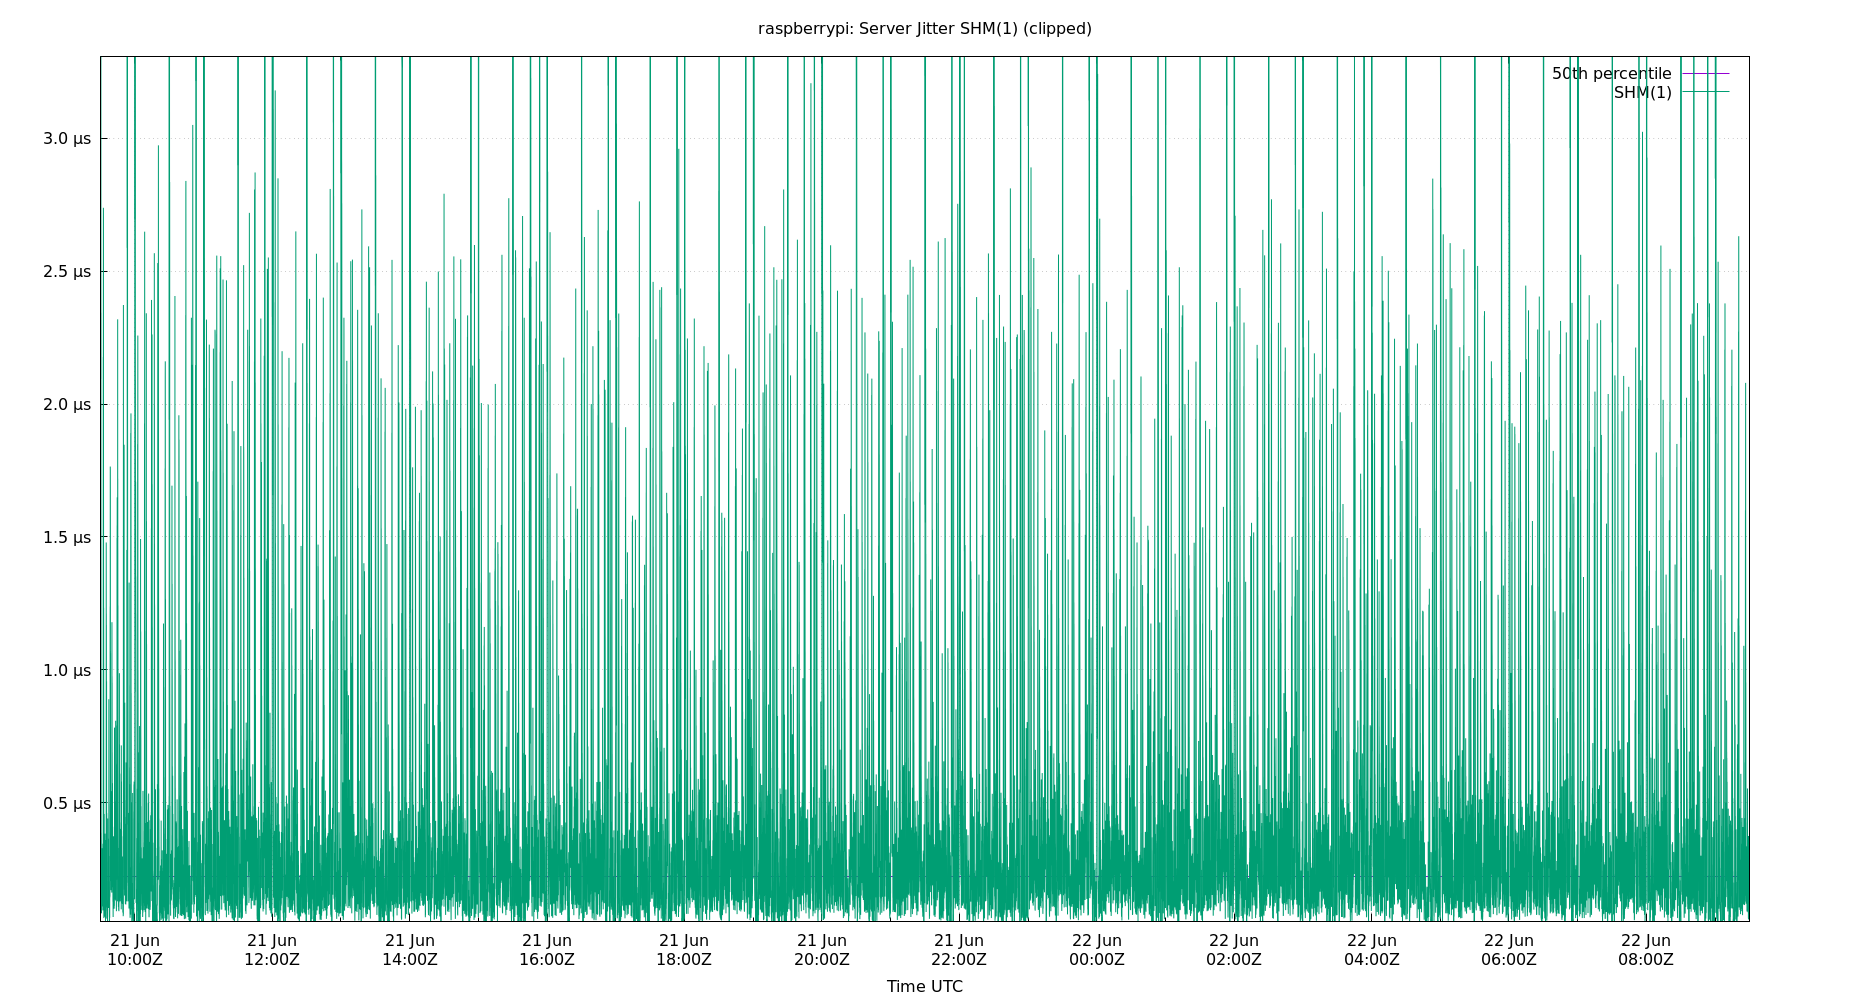 raspberrypi: Server Jitter SHM(1) (clipped)
50th percentile
SHM(1)
3.0 µs
2.5 µs
2.0 µs
1.5 µs
1.0 µs
0.5 µs
21 Jun 21 Jun 21 Jun 21 Jun 21 Jun 21 Jun 21 Jun 22 Jun 22 Jun 22 Jun 22 Jun 22 Jun
10:00Z 12:00Z 14:00Z 16:00Z 18:00Z 20:00Z 22:00Z 00:00Z 02:00Z 04:00Z 06:00Z 08:00Z
Time UTC